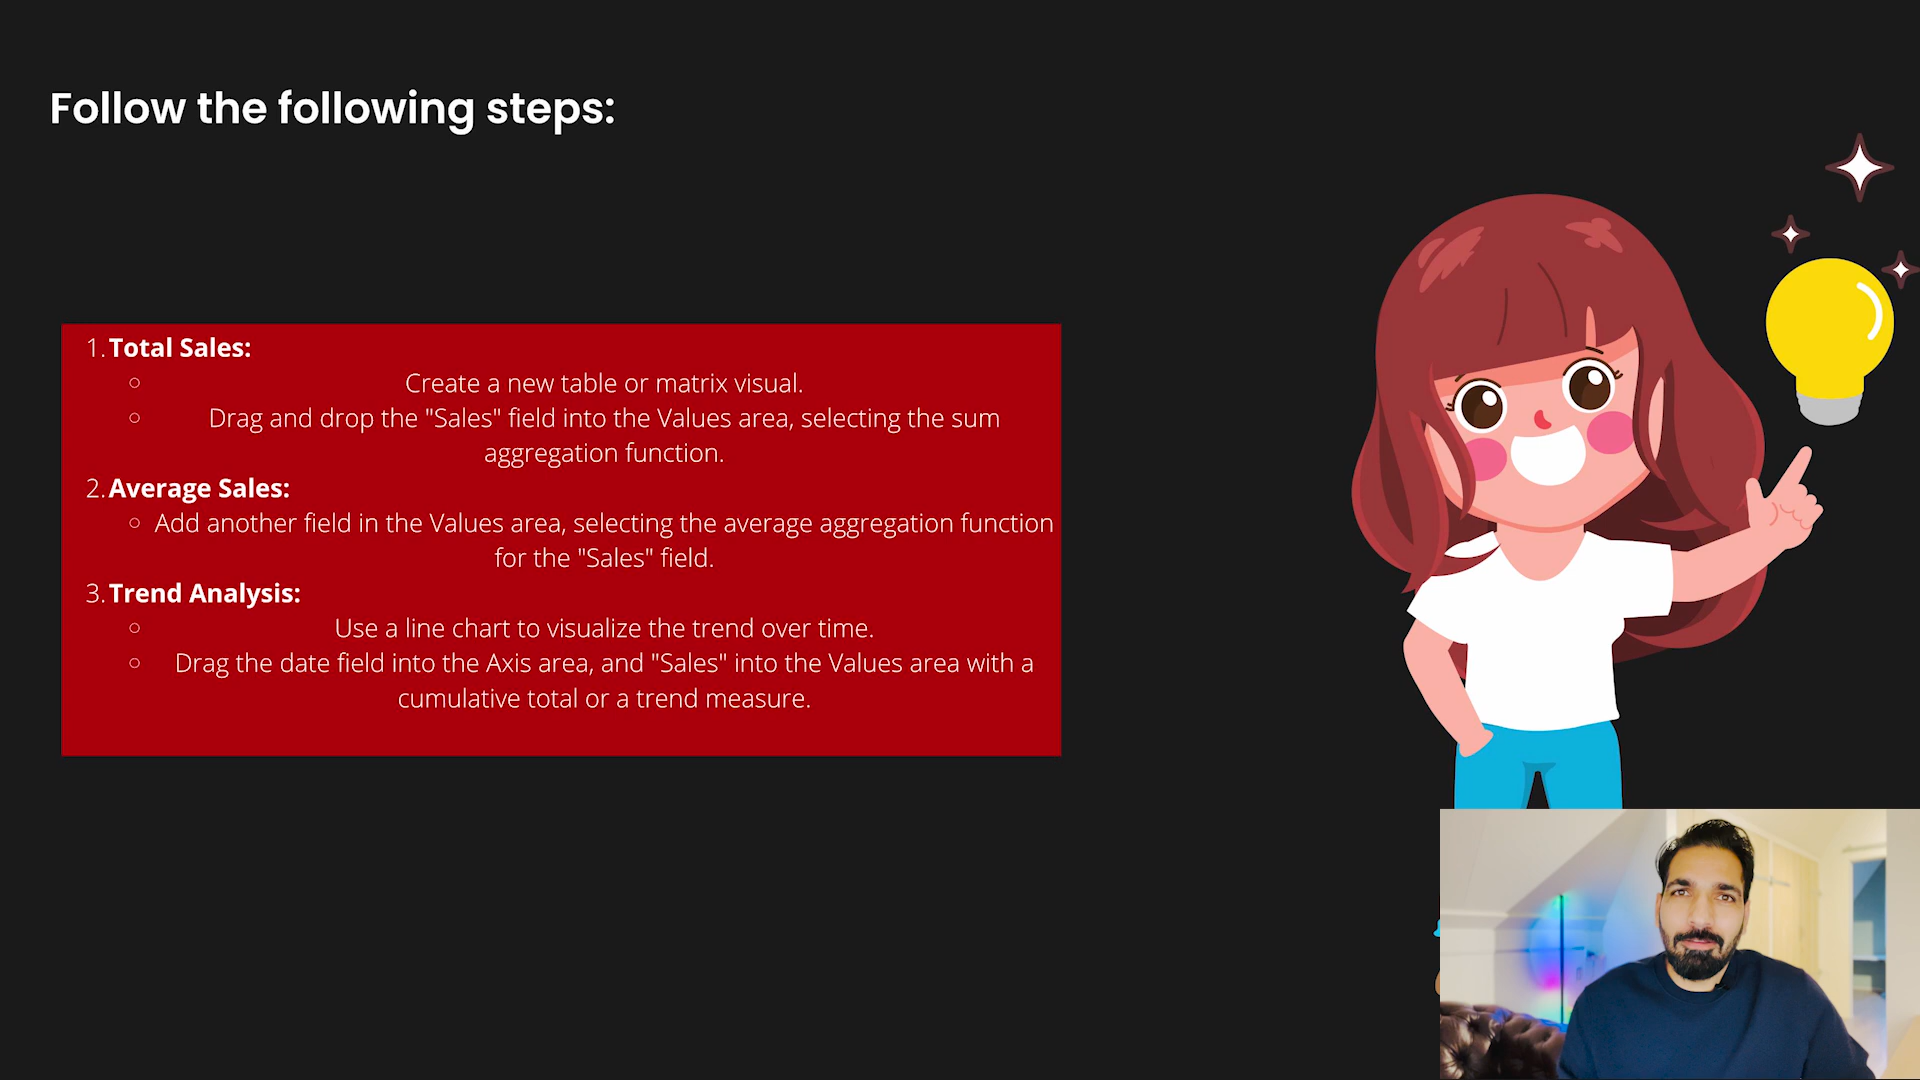 Follow the following steps:
1. Total Sales:
○ Create a new table or matrix visual.
○ Drag and drop the "Sales" field into the Values area, selecting the sum
aggregation function.
2. Average Sales:
○ Add another field in the Values area, selecting the average aggregation function
for the "Sales" field.
3. Trend Analysis:
○ Use a line chart to visualize the trend over time.
○ Drag the date field into the Axis area, and "Sales" into the Values area with a
cumulative total or a trend measure.